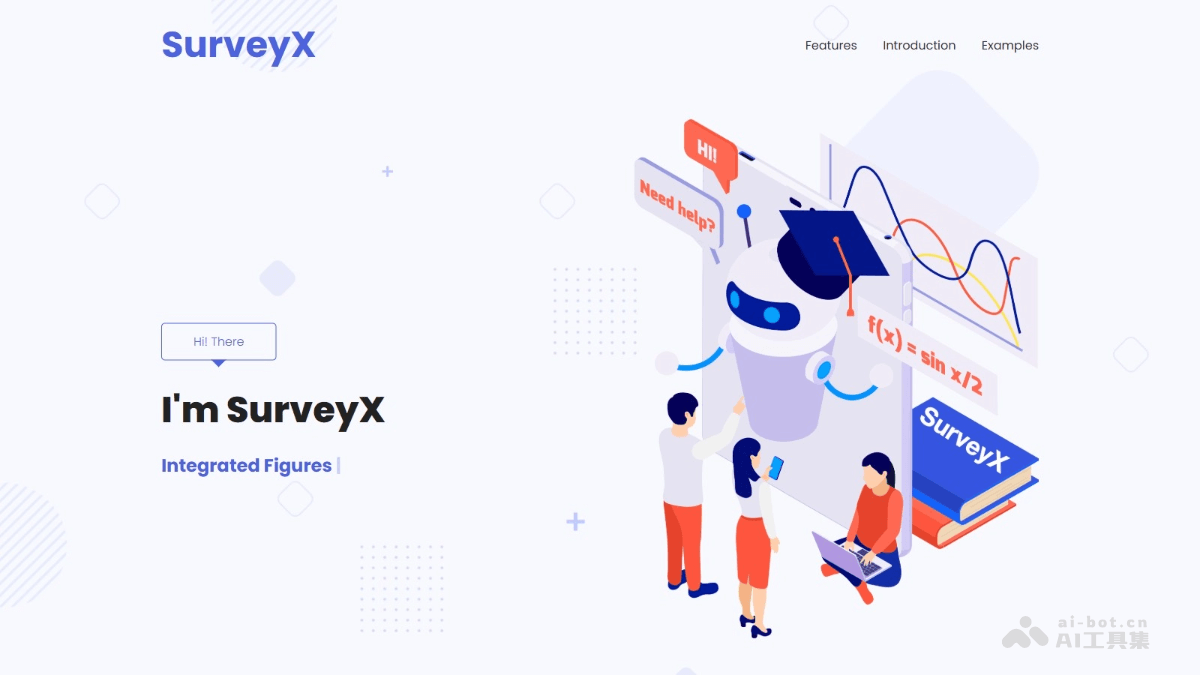 SurveyX
Features
Introduction
Examples
HI!
Need help?
f(x) = sin x/2
Hi! There
I'm SurveyX
Integrated Figures
SurveyX
ai-bot.cn
AI工具集